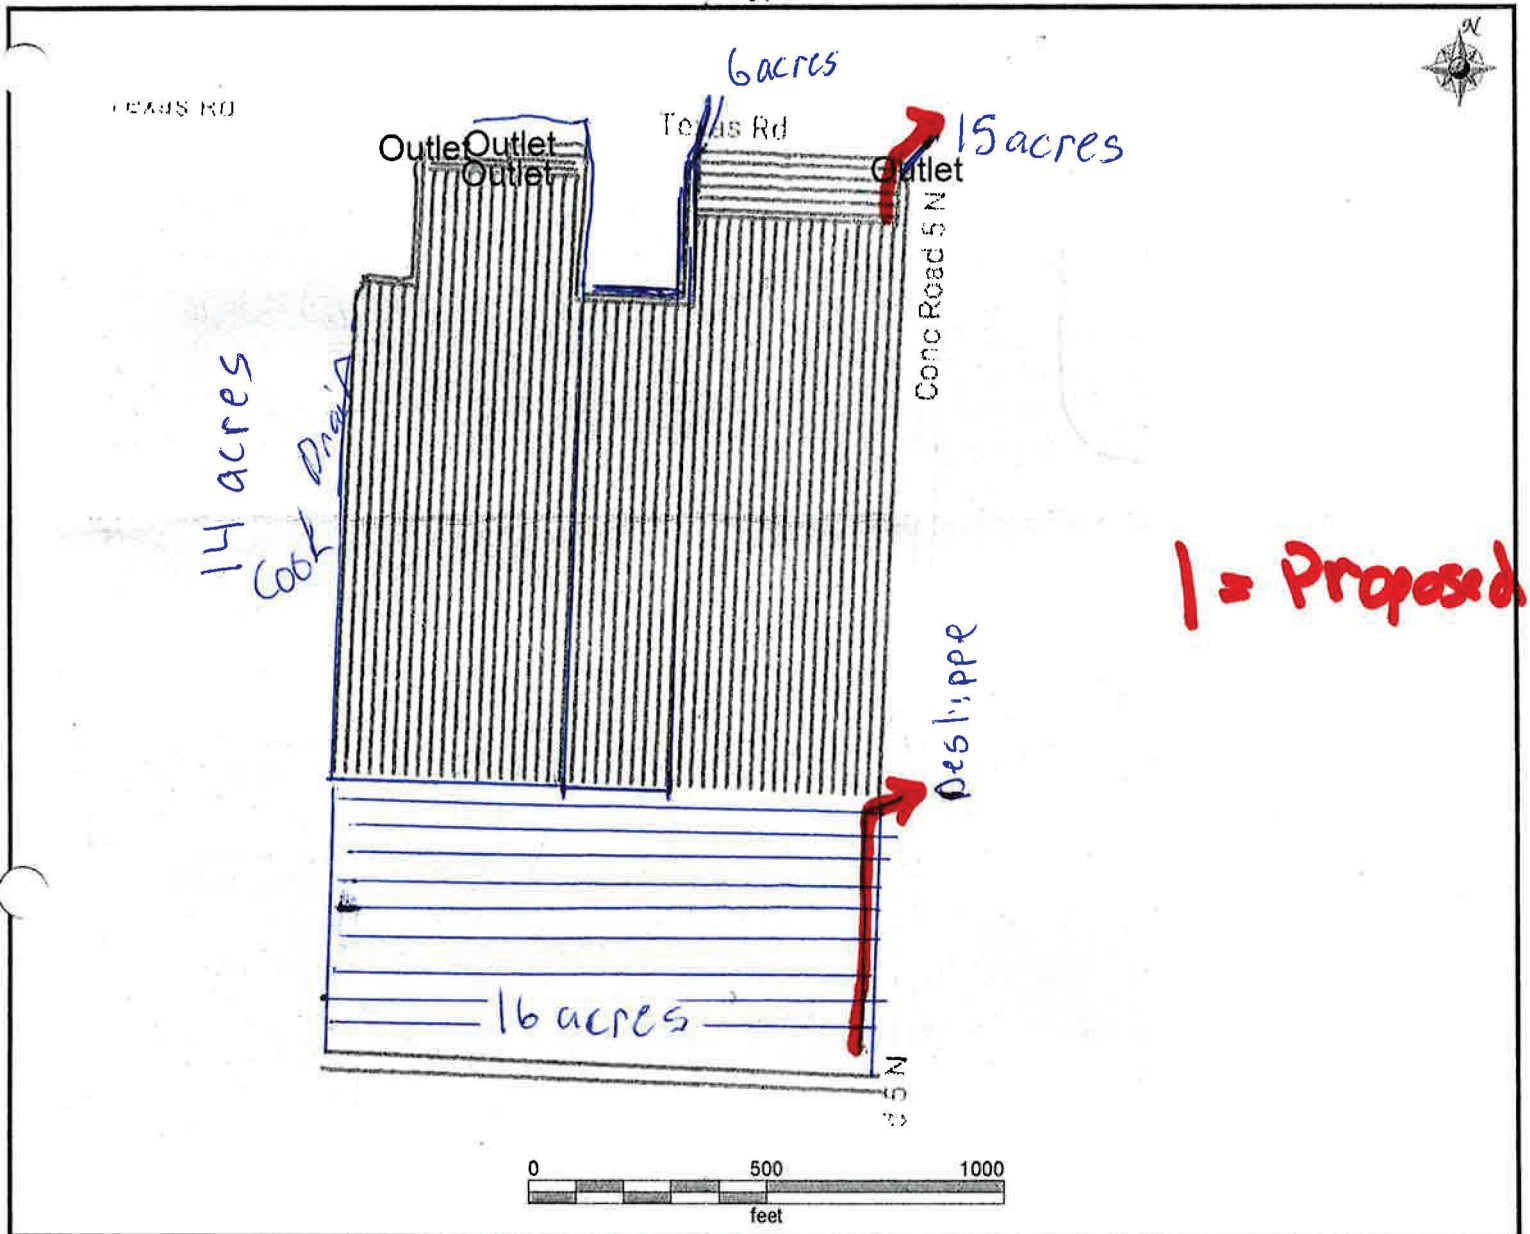 N
6 acres
Texas Rd
Texas Rd
15 acres
Outlet
Outlet
Outlet
Outlet
Conc Road 5 N
14 acres
Cook Drain
| = Proposed
Deslippe
16 acres
5 N
0 500 1000
feet